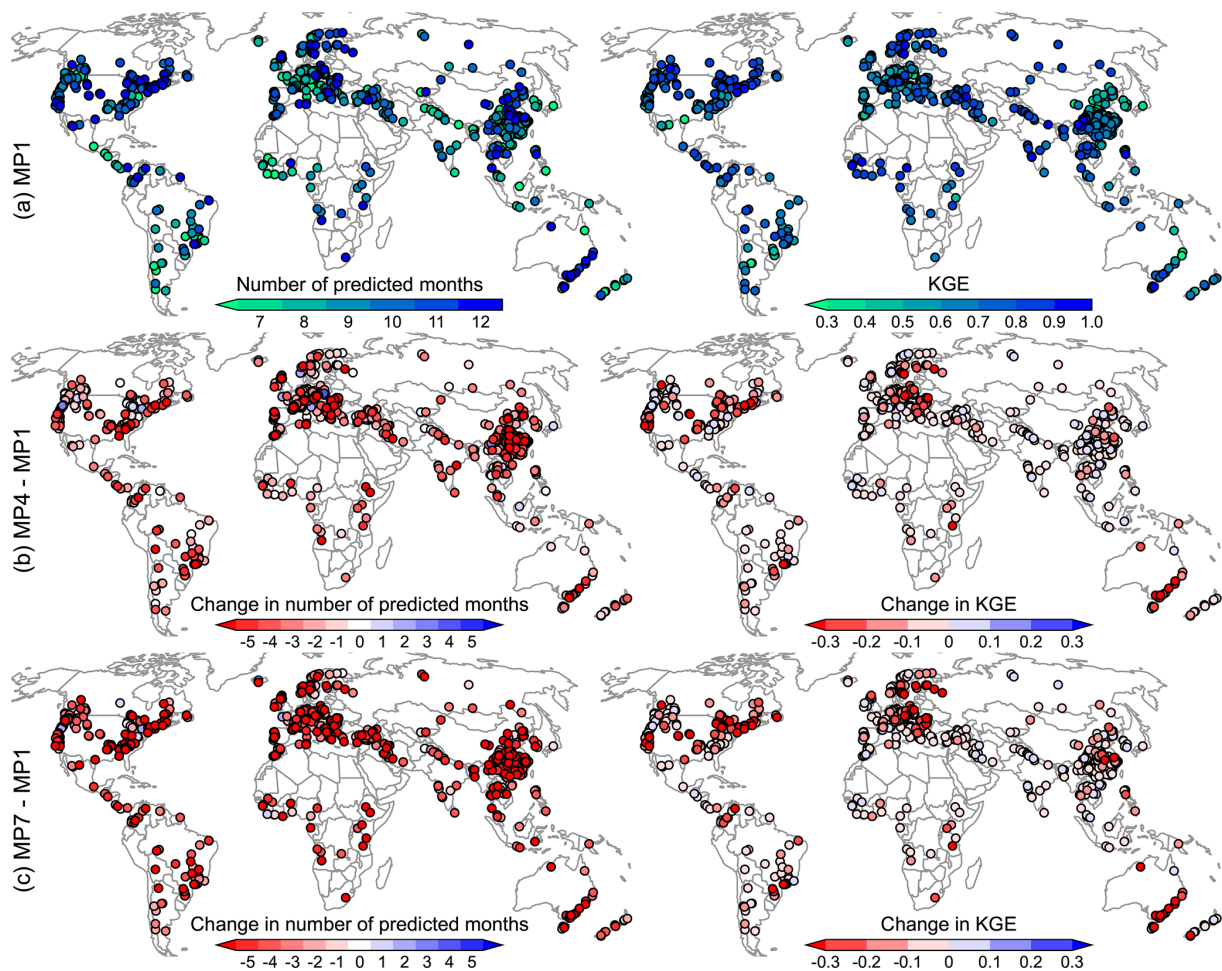 (a) MP1
Number of predicted months
7 8 9 10 11 12
KGE
0.3 0.4 0.5 0.6 0.7 0.8 0.9 1.0
(b) MP4 - MP1
Change in number of predicted months
-5 -4 -3 -2 -1 0 1 2 3 4 5
Change in KGE
-0.3 -0.2 -0.1 0 0.1 0.2 0.3
(c) MP7 - MP1
Change in number of predicted months
-5 -4 -3 -2 -1 0 1 2 3 4 5
Change in KGE
-0.3 -0.2 -0.1 0 0.1 0.2 0.3